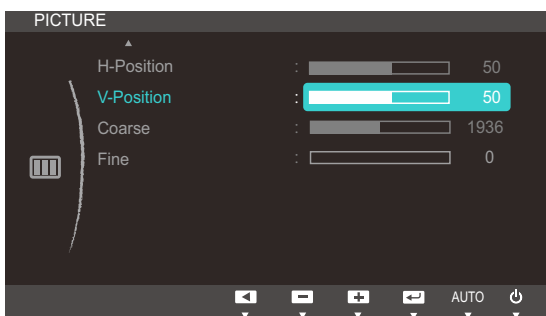 PICTURE
H-Position : 50
V-Position : 50
Coarse : 1936
Fine : 0
AUTO